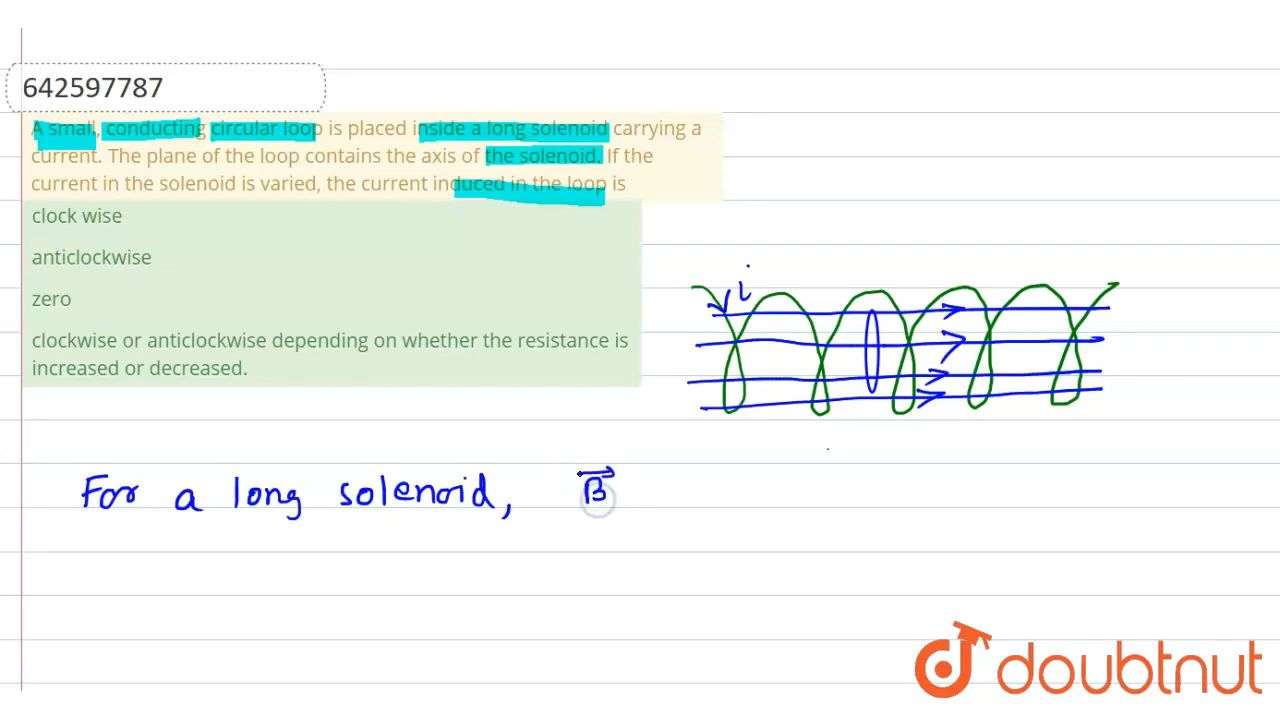 642597787
A small, conducting circular loop is placed inside a long solenoid carrying a
current. The plane of the loop contains the axis of the solenoid. If the
current in the solenoid is varied, the current induced in the loop is
clock wise
anticlockwise
zero
clockwise or anticlockwise depending on whether the resistance is
increased or decreased.
i
For a long solenoid, B
doubtnut